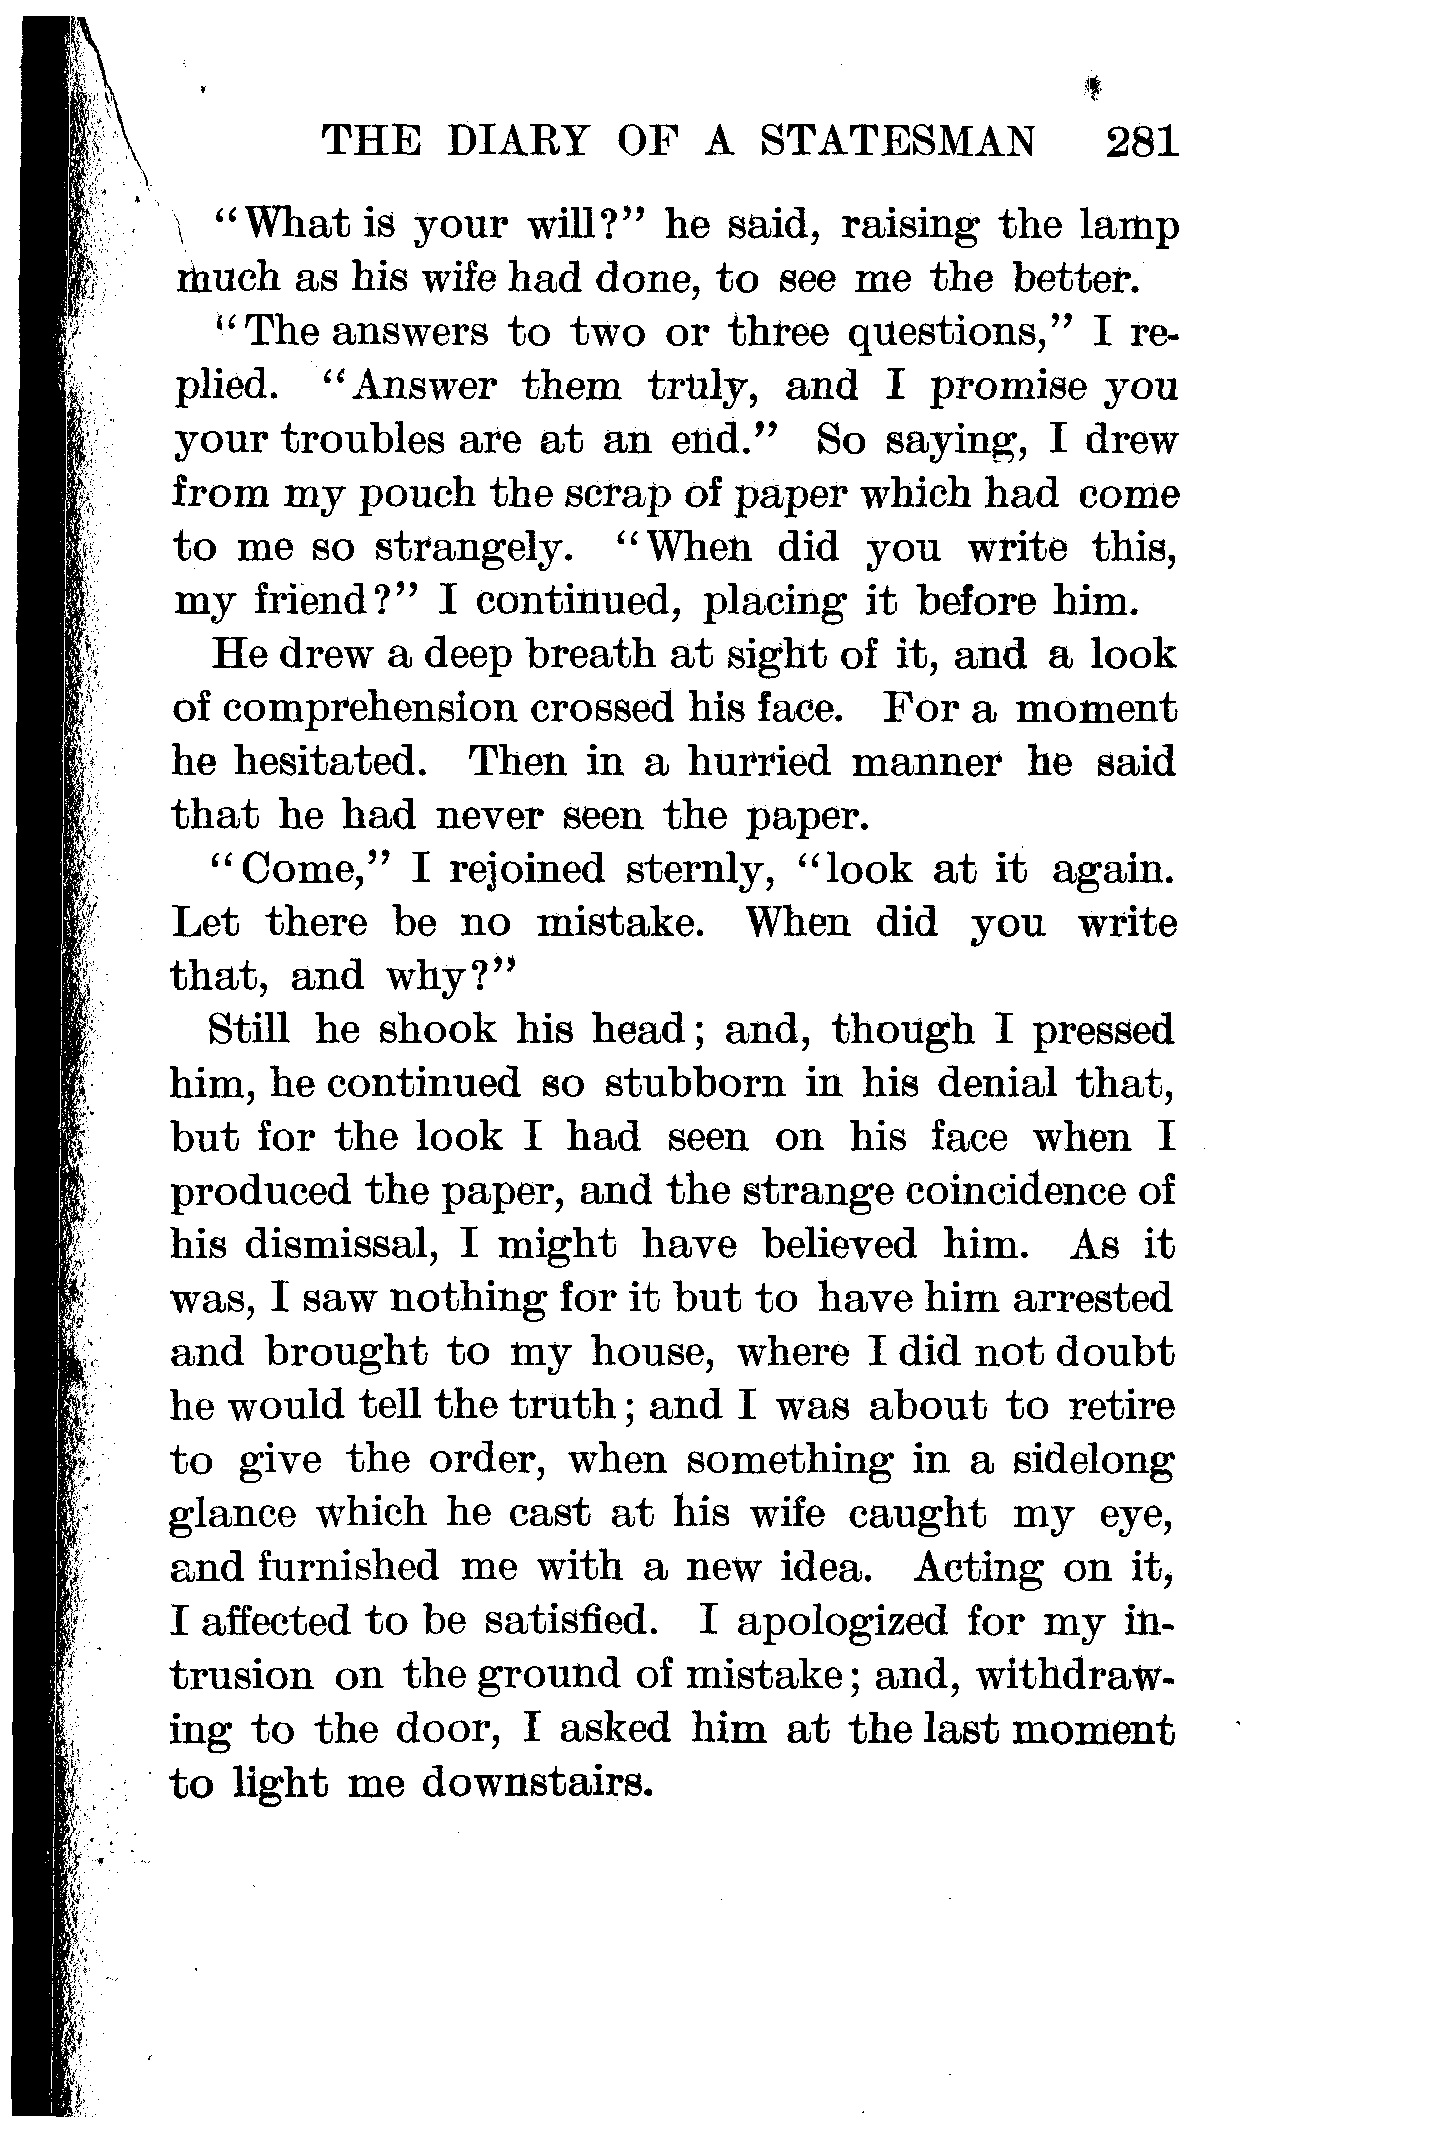 THE DIARY OF A STATESMAN 281
“What is your will?” he said, raising the lamp
much as his wife had done, to see me the better.
“The answers to two or three questions,” I re-
plied. “Answer them truly, and I promise you
your troubles are at an end.” So saying, I drew
from my pouch the scrap of paper which had come
to me so strangely. “When did you write this,
my friend?” I continued, placing it before him.
He drew a deep breath at sight of it, and a look
of comprehension crossed his face. For a moment
he hesitated. Then in a hurried manner he said
that he had never seen the paper.
“Come,” I rejoined sternly, “look at it again.
Let there be no mistake. When did you write
that, and why?”
Still he shook his head; and, though I pressed
him, he continued so stubborn in his denial that,
but for the look I had seen on his face when I
produced the paper, and the strange coincidence of
his dismissal, I might have believed him. As it
was, I saw nothing for it but to have him arrested
and brought to my house, where I did not doubt
he would tell the truth; and I was about to retire
to give the order, when something in a sidelong
glance which he cast at his wife caught my eye,
and furnished me with a new idea. Acting on it,
I affected to be satisfied. I apologized for my in-
trusion on the ground of mistake; and, withdraw-
ing to the door, I asked him at the last moment
to light me downstairs.